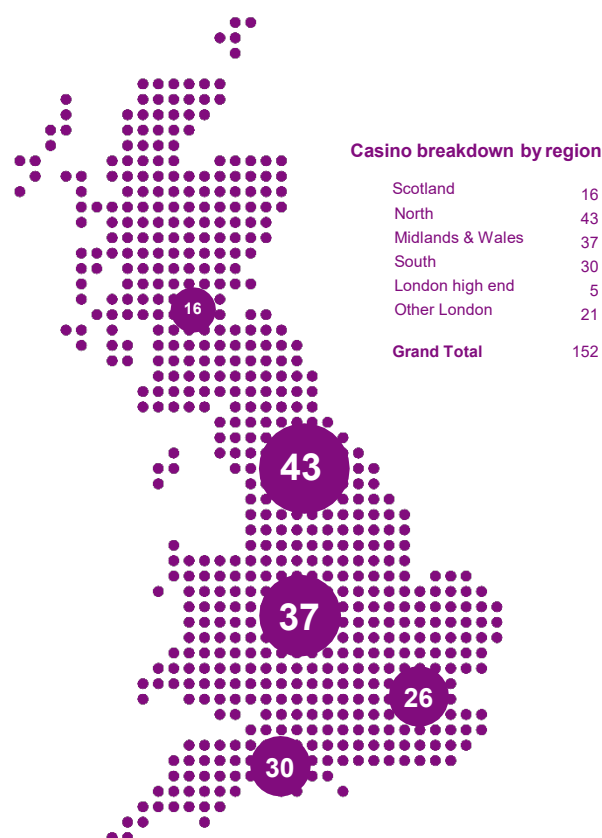 Casino breakdown by region
Scotland 16
North 43
Midlands & Wales 37
South 30
London high end 5
Other London 21
Grand Total 152
16
43
37
26
30